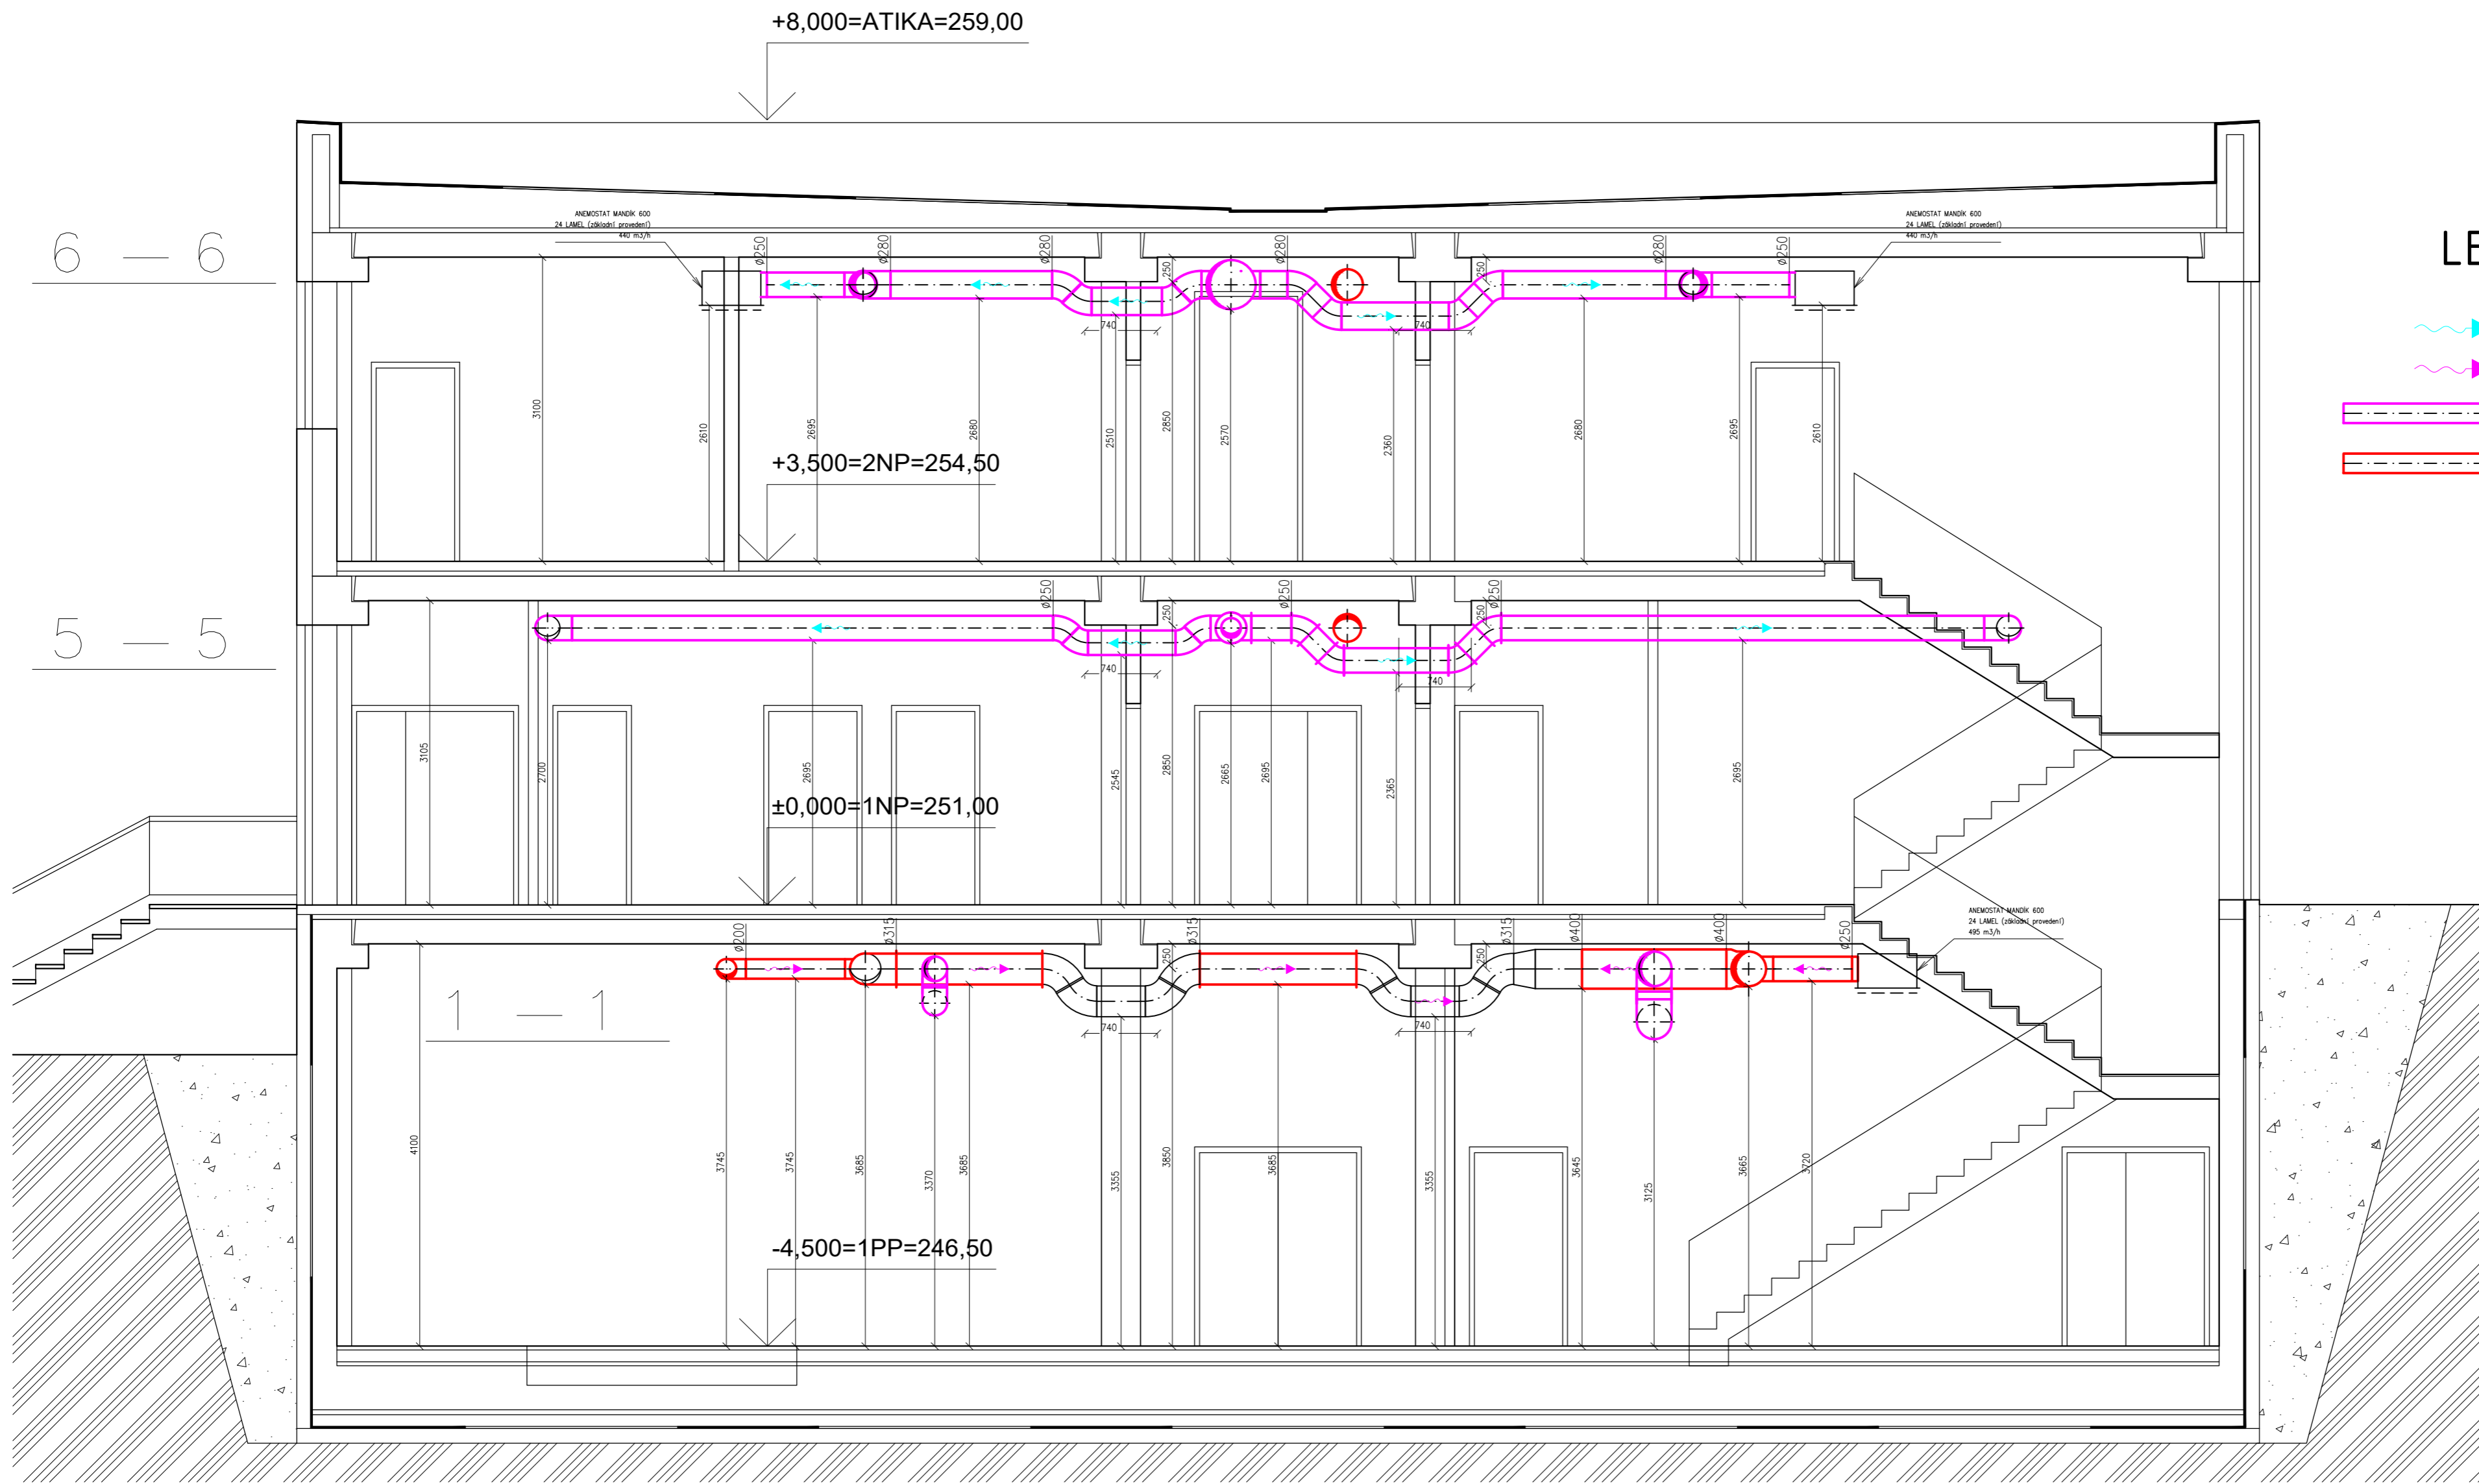 +8,000=ATIKA=259,00
ANEMOSTAT MANDÍK 600
24 LAMEL (základní provedení)
440 m3/h
ANEMOSTAT MANDÍK 600
24 LAMEL (základní provedení)
440 m3/h
LE
6 — 6
ø250
ø280
ø280
ø280
ø280
ø250
250
250
740
740
3100
2610
2695
2680
2510
2850
2570
2360
2680
2695
2610
+3,500=2NP=254,50
5 — 5
ø250
ø250
ø250
250
250
740
740
3105
2700
2695
2545
2850
2665
2695
2365
2695
±0,000=1NP=251,00
ANEMOSTAT MANDÍK 600
24 LAMEL (základní provedení)
495 m3/h
ø200
ø315
ø315
ø315
ø400
ø400
ø250
250
250
1 — 1
740
740
4100
3745
3745
3685
3370
3685
3355
3850
3685
3355
3645
3125
3665
3720
-4,500=1PP=246,50